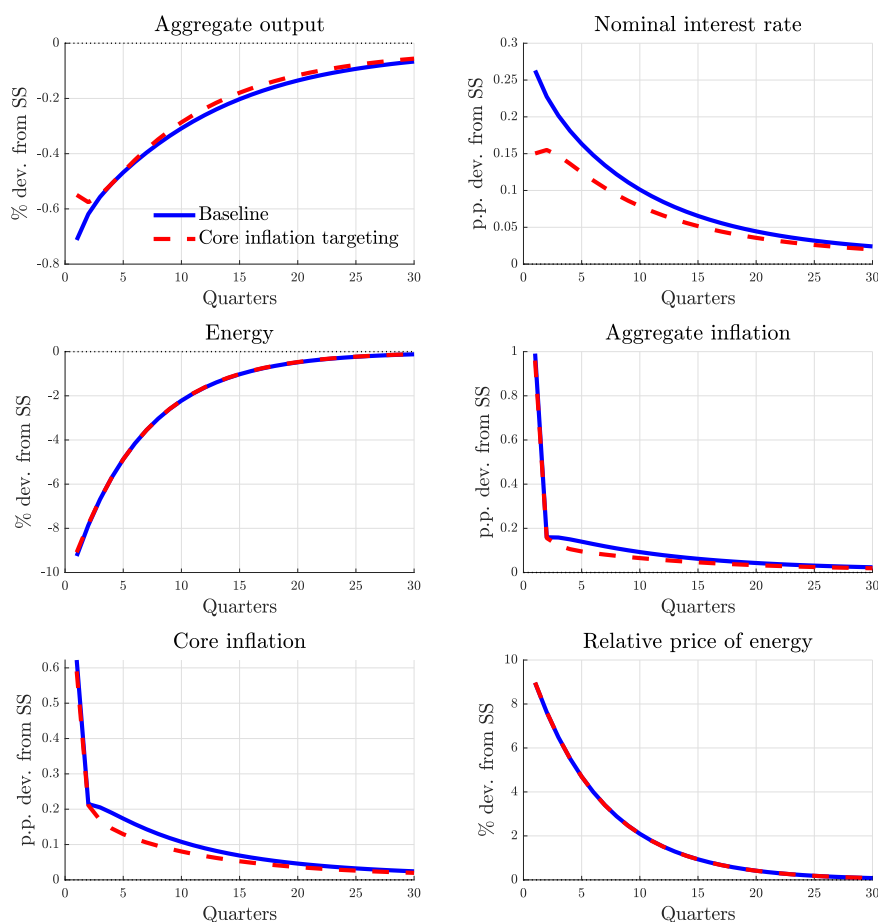 Aggregate output
% dev. from SS
0
-0.2
-0.4
-0.6
-0.8
Baseline
Core inflation targeting
0 5 10 15 20 25 30
Quarters
Nominal interest rate
p.p. dev. from SS
0.3
0.25
0.2
0.15
0.1
0.05
0
0 5 10 15 20 25 30
Quarters
Energy
% dev. from SS
0
-2
-4
-6
-8
-10
0 5 10 15 20 25 30
Quarters
Aggregate inflation
p.p. dev. from SS
1
0.8
0.6
0.4
0.2
0
0 5 10 15 20 25 30
Quarters
Core inflation
p.p. dev. from SS
0.6
0.5
0.4
0.3
0.2
0.1
0
0 5 10 15 20 25 30
Quarters
Relative price of energy
% dev. from SS
10
8
6
4
2
0
0 5 10 15 20 25 30
Quarters